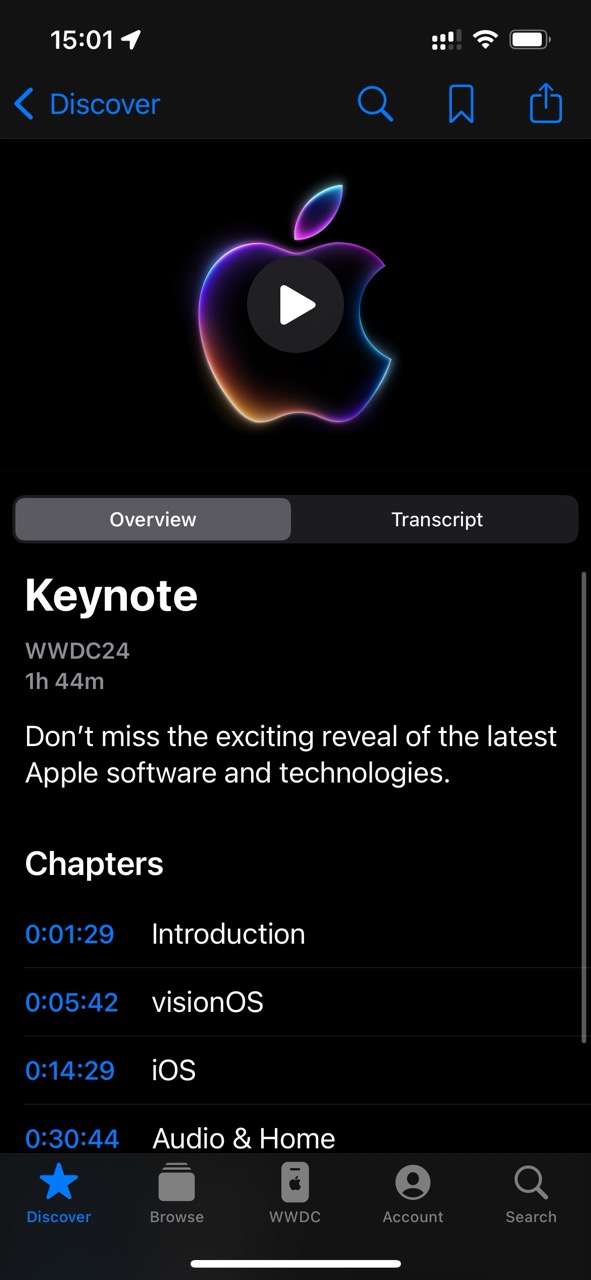 15:01
Discover
Overview
Transcript
Keynote
WWDC24
1h 44m
Don’t miss the exciting reveal of the latest
Apple software and technologies.
Chapters
0:01:29 Introduction
0:05:42 visionOS
0:14:29 iOS
0:30:44 Audio & Home
Discover
Browse
WWDC
Account
Search